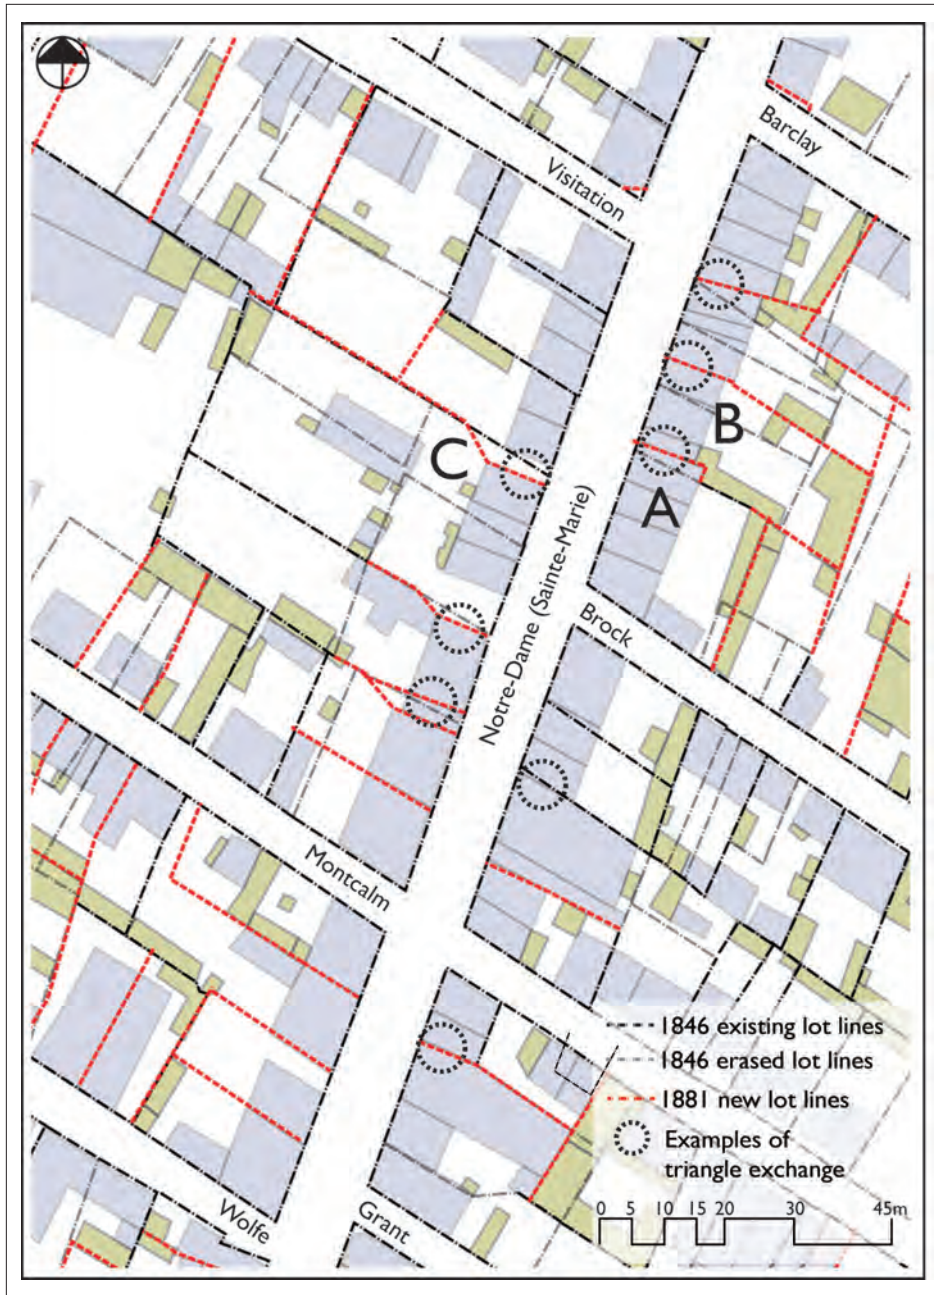 Barclay
Visitation
B
C
A
Notre-Dame (Sainte-Marie)
Brock
Montcalm
Wolfe
Grant
1846 existing lot lines
1846 erased lot lines
1881 new lot lines
Examples of
triangle exchange
0 5 10 15 20 30 45m